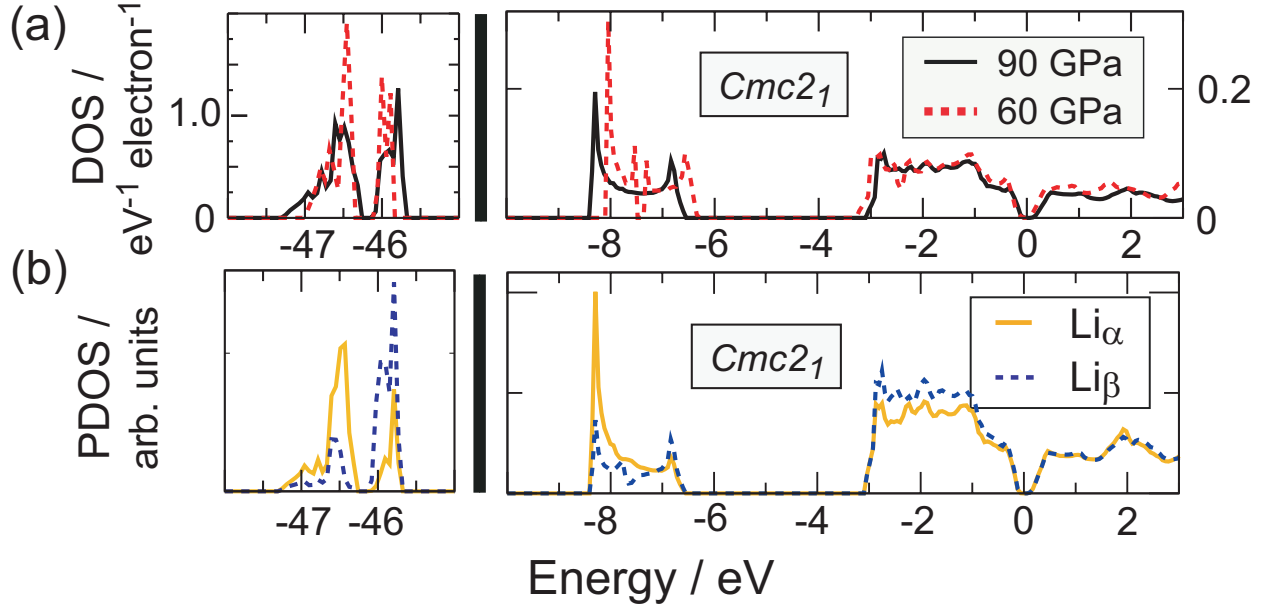 (a)
DOS /
eV⁻¹ electron⁻¹
1.0
0
-47
-46
Cmc2₁
90 GPa
60 GPa
0.2
0
-8
-6
-4
-2
0
2
(b)
PDOS /
arb. units
-47
-46
Cmc2₁
Liα
Liβ
-8
-6
-4
-2
0
2
Energy / eV